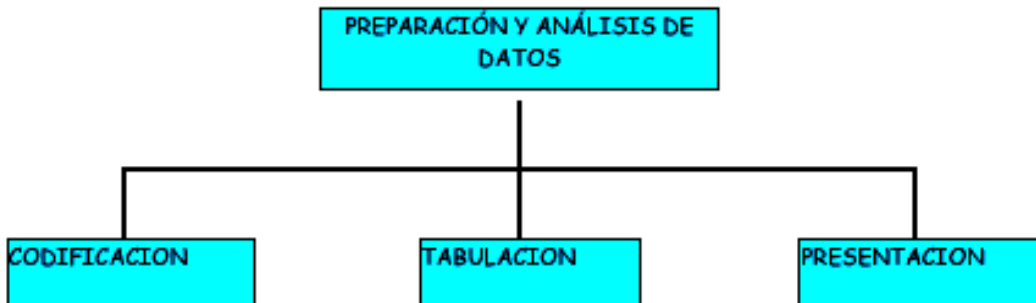 PREPARACIÓN Y ANÁLISIS DE
DATOS
CODIFICACION
TABULACION
PRESENTACION